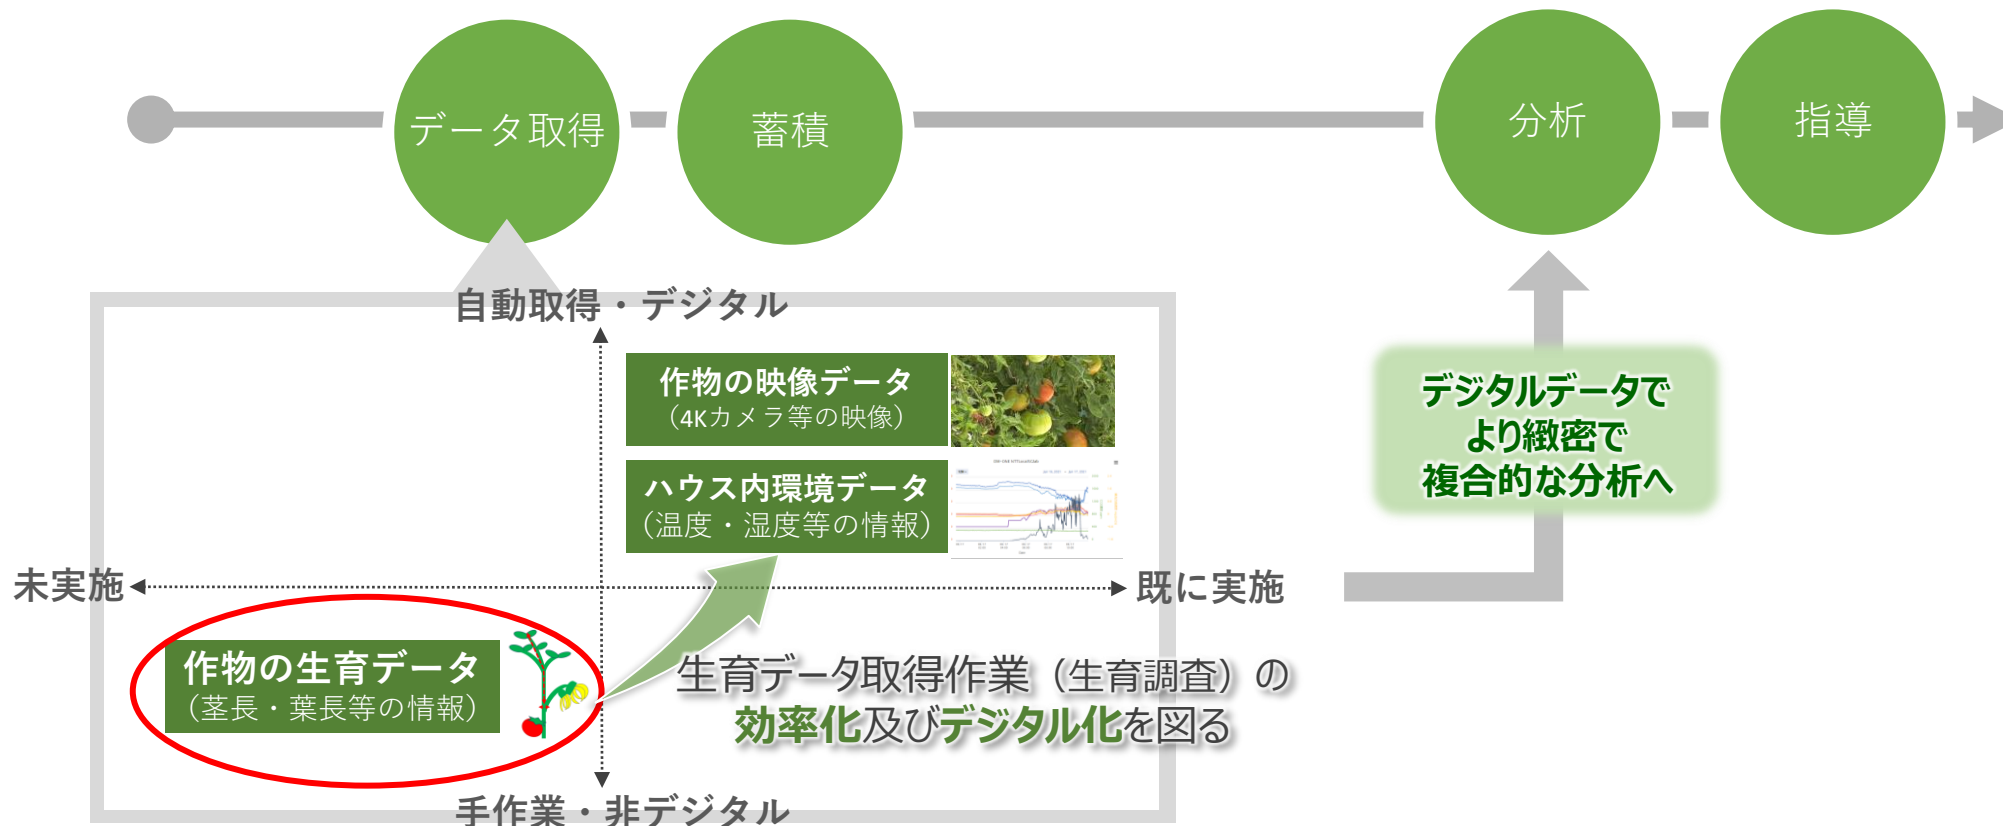 データ取得
蓄積
分析
指導
自動取得・デジタル
作物の映像データ
（4Kカメラ等の映像）
ハウス内環境データ
（温度・湿度等の情報）
デジタルデータで
より緻密で
複合的な分析へ
未実施
既に実施
作物の生育データ
（茎長・葉長等の情報）
生育データ取得作業（生育調査）の
効率化及びデジタル化を図る
手作業・非デジタル